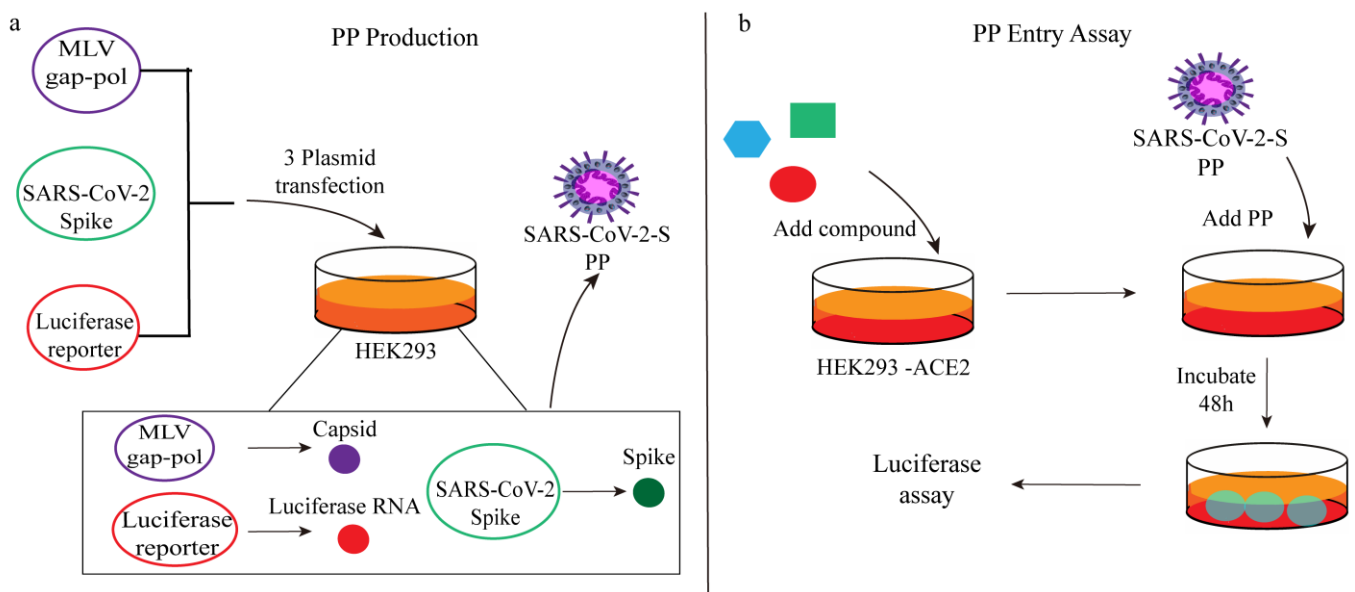 a
PP Production
MLV
gap-pol
SARS-CoV-2
Spike
Luciferase
reporter
3 Plasmid
transfection
HEK293
SARS-CoV-2-S
PP
MLV
gap-pol
Capsid
Luciferase
reporter
Luciferase RNA
SARS-CoV-2
Spike
Spike
b
PP Entry Assay
Add compound
HEK293 -ACE2
SARS-CoV-2-S
PP
Add PP
Incubate
48h
Luciferase
assay